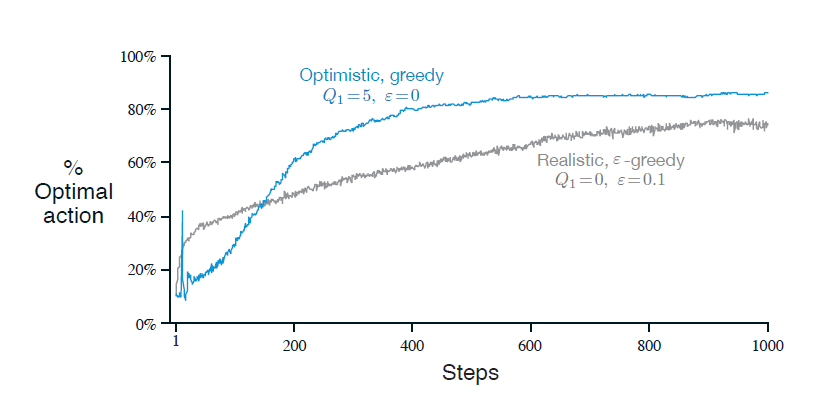 100%
80%
60%
40%
20%
0%
%
Optimal
action
Optimistic, greedy
Q₁=5, ε=0
Realistic, ε-greedy
Q₁=0, ε=0.1
1 200 400 600 800 1000
Steps